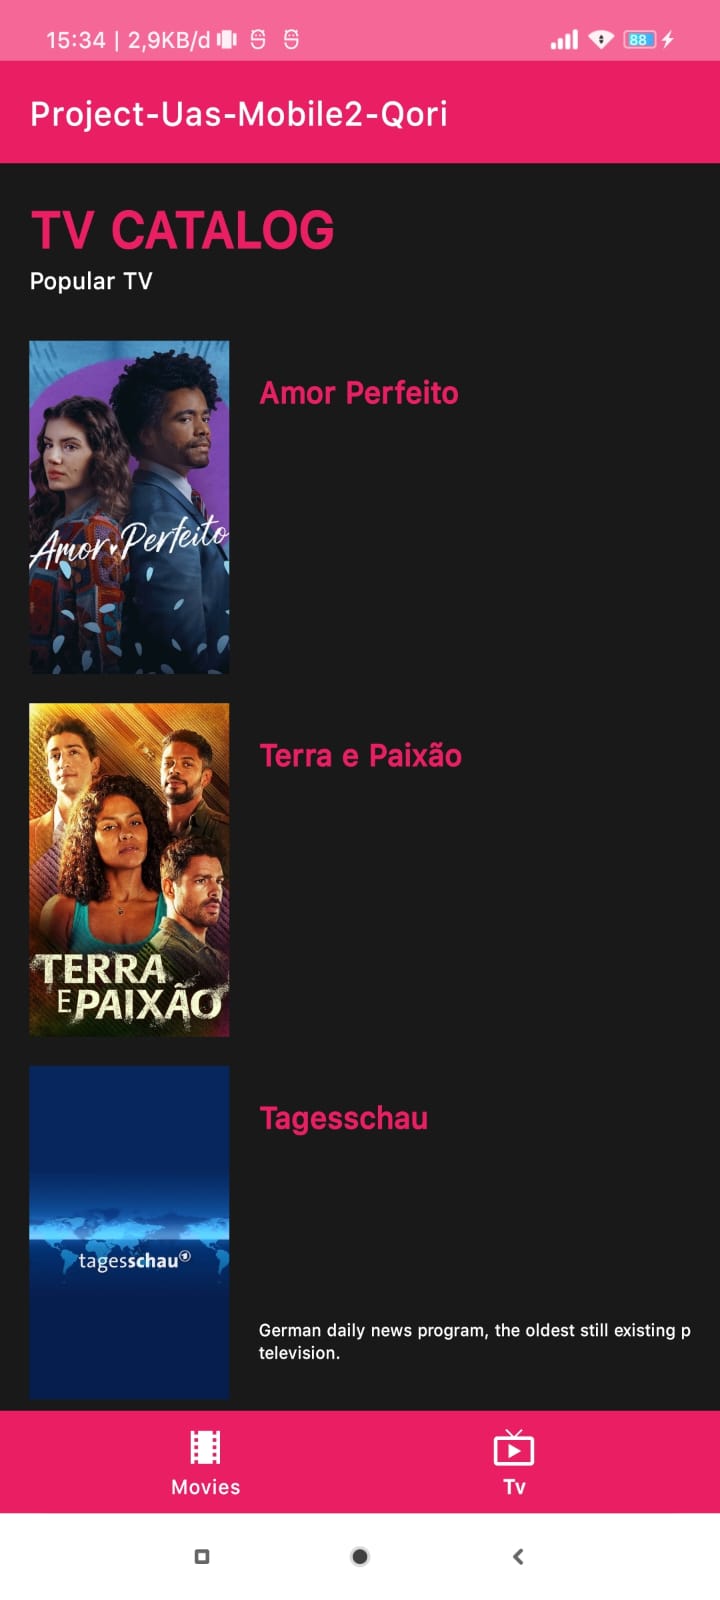 15:34 | 2,9KB/d
88
Project-Uas-Mobile2-Qori
TV CATALOG
Popular TV
Amor Perfeito
Amor Perfeito
Terra e Paixão
TERRA
E PAIXÃO
Tagesschau
tagesschau
German daily news program, the oldest still existing p
television.
Movies
Tv